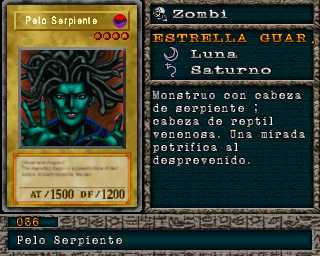 Pelo Serpiente
AT/1500 DF/1200
Zombi
ESTRELLA GUAR.
Luna
Saturno
Monstruo con cabeza
de serpiente ;
cabeza de reptil
venenosa. Una mirada
petrifica al
desprevenido.
036
Pelo Serpiente